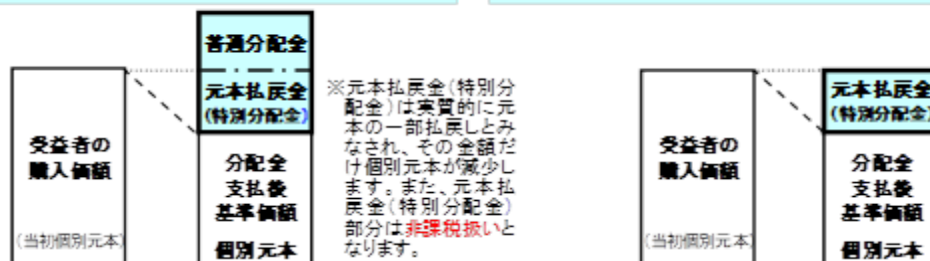 普通分配金
元本払戻金
(特別分配金)
受益者の
購入価額
(当初個別元本)
分配金
支払後
基準価額
個別元本
※元本払戻金(特別分
配金)は実質的に元
本の一部払戻しとみ
なされ、その金額だ
け個別元本が減少し
ます。また、元本払
戻金(特別分配金)
部分は非課税扱いと
なります。
受益者の
購入価額
(当初個別元本)
元本払戻金
(特別分配金)
分配金
支払後
基準価額
個別元本